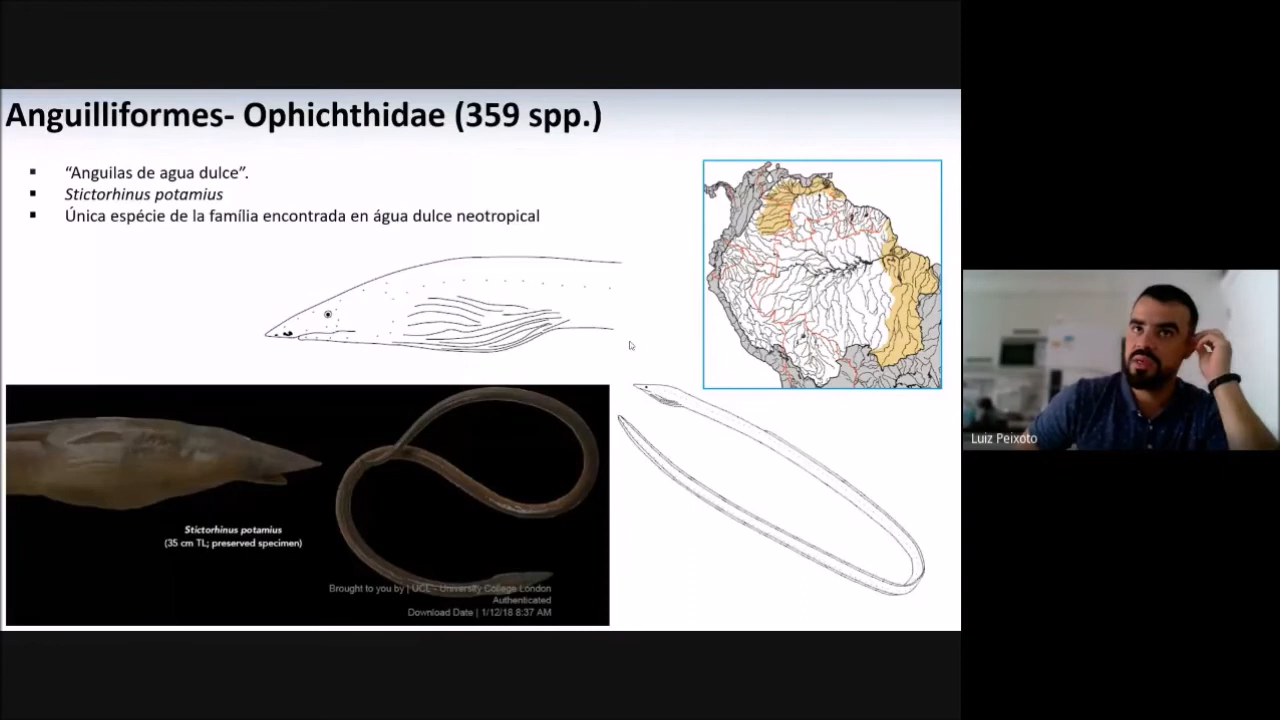 Anguilliformes- Ophichthidae (359 spp.)
“Anguilas de agua dulce”.
Stictorhinus potamius
Única espécie de la família encontrada en água dulce neotropical
Stictorhinus potamius
(35 cm TL; preserved specimen)
Brought to you by | UCL - University College London
Authenticated
Download Date | 1/12/18 8:37 AM
Luiz Peixoto